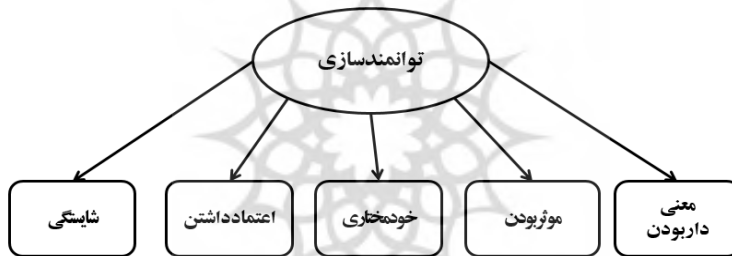 توانمندسازی
معنی
داربودن
موثربودن
خودمختاری
اعتمادداشتن
شایستگی